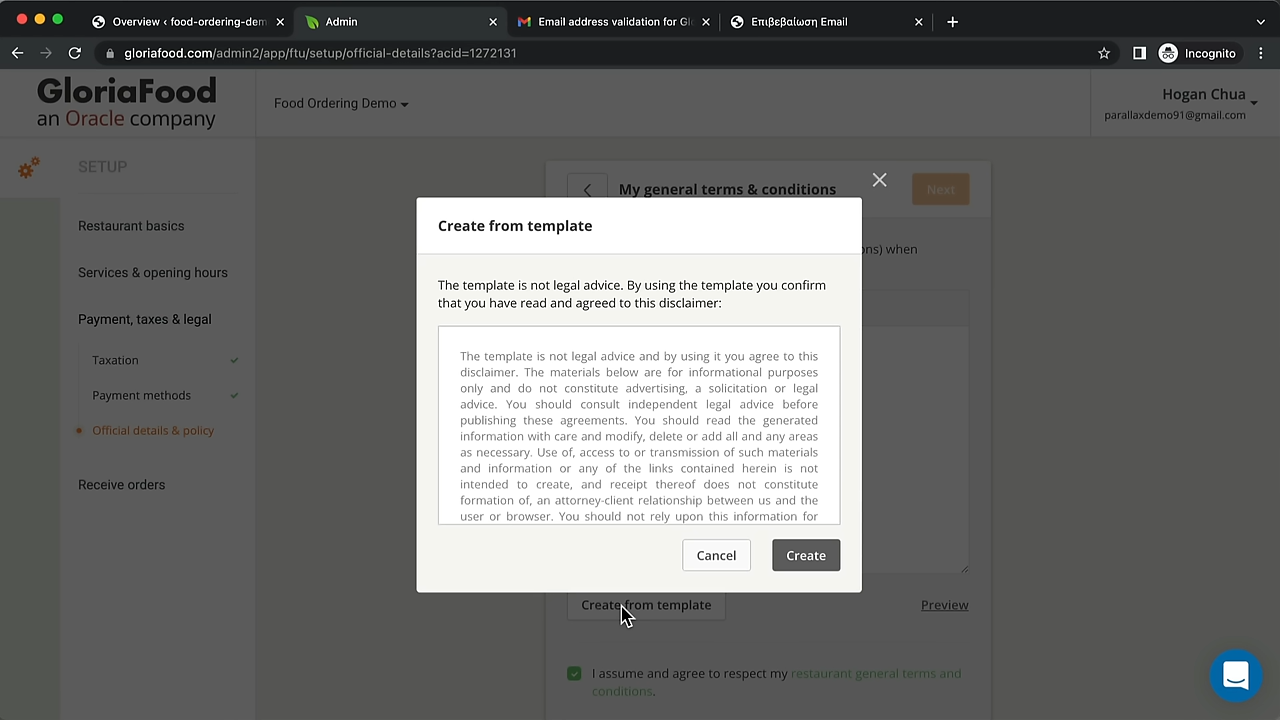 Overview ‹ food-ordering-dem
Admin
Email address validation for Gl
Επιβεβαίωση Email
gloriafood.com/admin2/app/ftu/setup/official-details?acid=1272131
Incognito
GloriaFood
an Oracle company
Food Ordering Demo
Hogan Chua
parallaxdemo91@gmail.com
SETUP
Restaurant basics
Services & opening hours
Payment, taxes & legal
Taxation
Payment methods
Official details & policy
Receive orders
My general terms & conditions
Next
ons) when
Create from template
The template is not legal advice. By using the template you confirm
that you have read and agreed to this disclaimer:
The template is not legal advice and by using it you agree to this
disclaimer. The materials below are for informational purposes
only and do not constitute advertising, a solicitation or legal
advice. You should consult independent legal advice before
publishing these agreements. You should read the generated
information with care and modify, delete or add all and any areas
as necessary. Use of, access to or transmission of such materials
and information or any of the links contained herein is not
intended to create, and receipt thereof does not constitute
formation of, an attorney-client relationship between us and the
user or browser. You should not rely upon this information for
Cancel
Create
Create from template
Preview
I assume and agree to respect my restaurant general terms and
conditions.